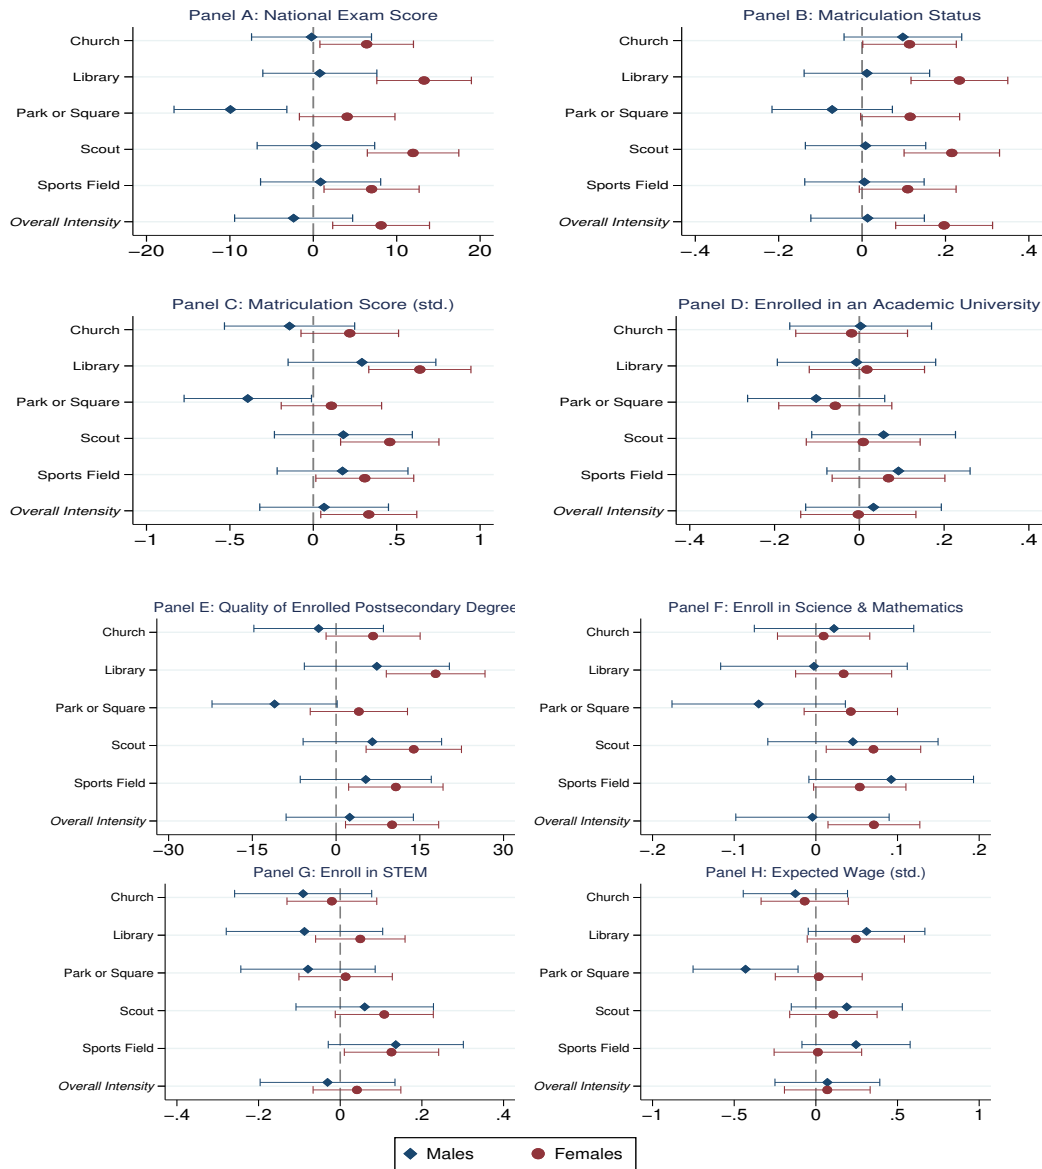 Panel A: National Exam Score
Church
Library
Park or Square
Scout
Sports Field
Overall Intensity
−20 −10 0 10 20
Panel B: Matriculation Status
Church
Library
Park or Square
Scout
Sports Field
Overall Intensity
−.4 −.2 0 .2 .4
Panel C: Matriculation Score (std.)
Church
Library
Park or Square
Scout
Sports Field
Overall Intensity
−1 −.5 0 .5 1
Panel D: Enrolled in an Academic University
Church
Library
Park or Square
Scout
Sports Field
Overall Intensity
−.4 −.2 0 .2 .4
Panel E: Quality of Enrolled Postsecondary Degree
Church
Library
Park or Square
Scout
Sports Field
Overall Intensity
−30 −15 0 15 30
Panel F: Enroll in Science & Mathematics
Church
Library
Park or Square
Scout
Sports Field
Overall Intensity
−.2 −.1 0 .1 .2
Panel G: Enroll in STEM
Church
Library
Park or Square
Scout
Sports Field
Overall Intensity
−.4 −.2 0 .2 .4
Panel H: Expected Wage (std.)
Church
Library
Park or Square
Scout
Sports Field
Overall Intensity
−1 −.5 0 .5 1
Males Females